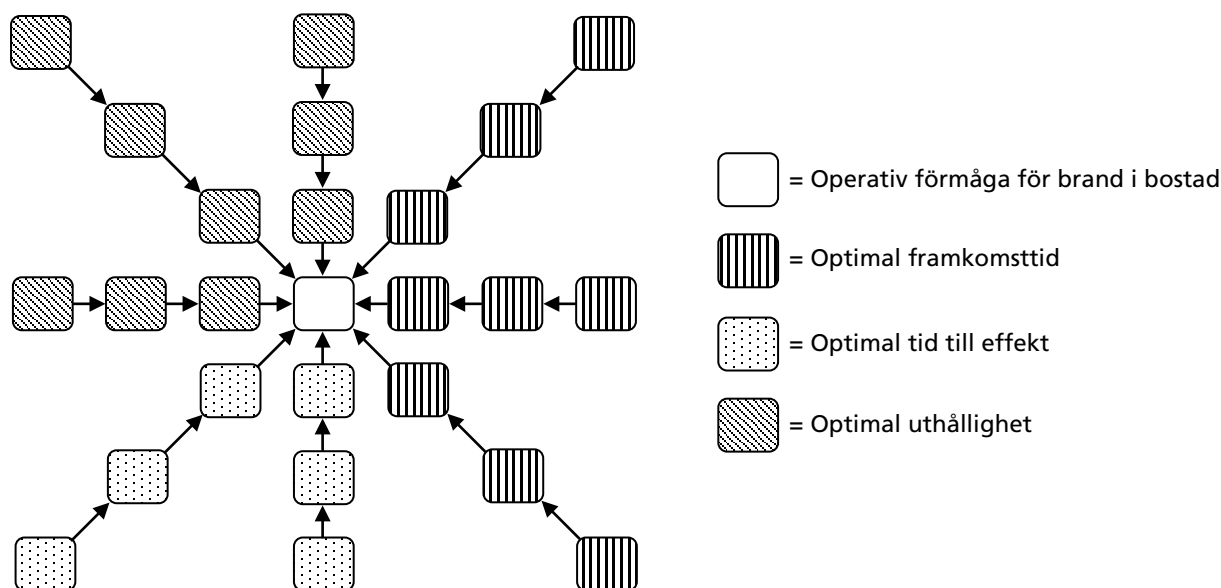 = Operativ förmåga för brand i bostad
= Optimal framkomsttid
= Optimal tid till effekt
= Optimal uthållighet